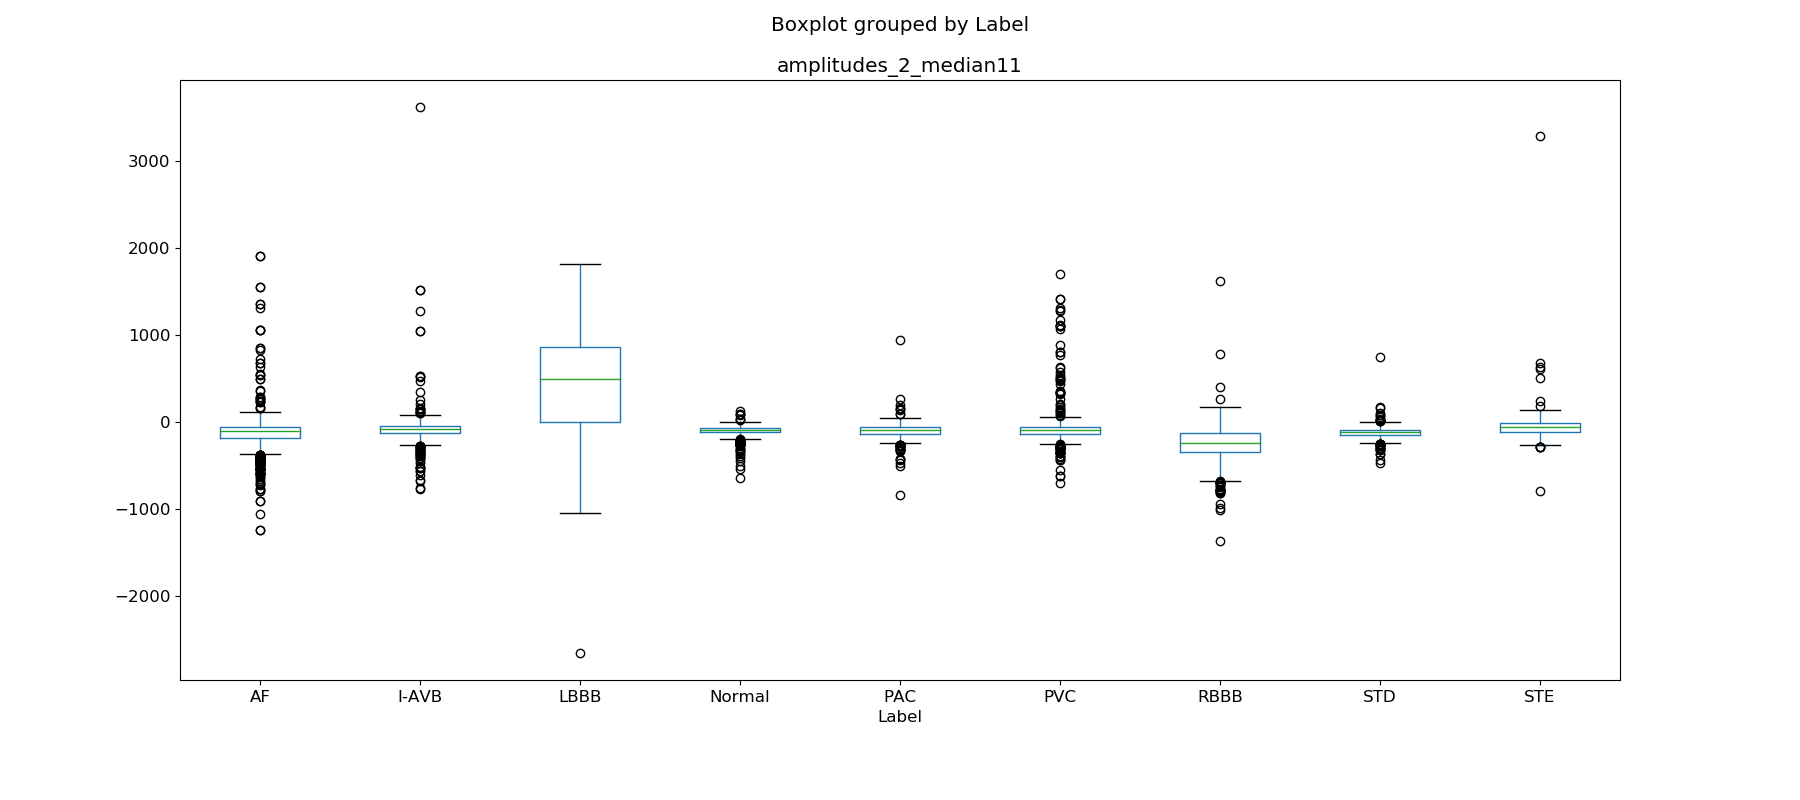 Boxplot grouped by Label
amplitudes_2_median11
3000
2000
1000
0
−1000
−2000
AF I-AVB LBBB Normal PAC PVC RBBB STD STE
Label